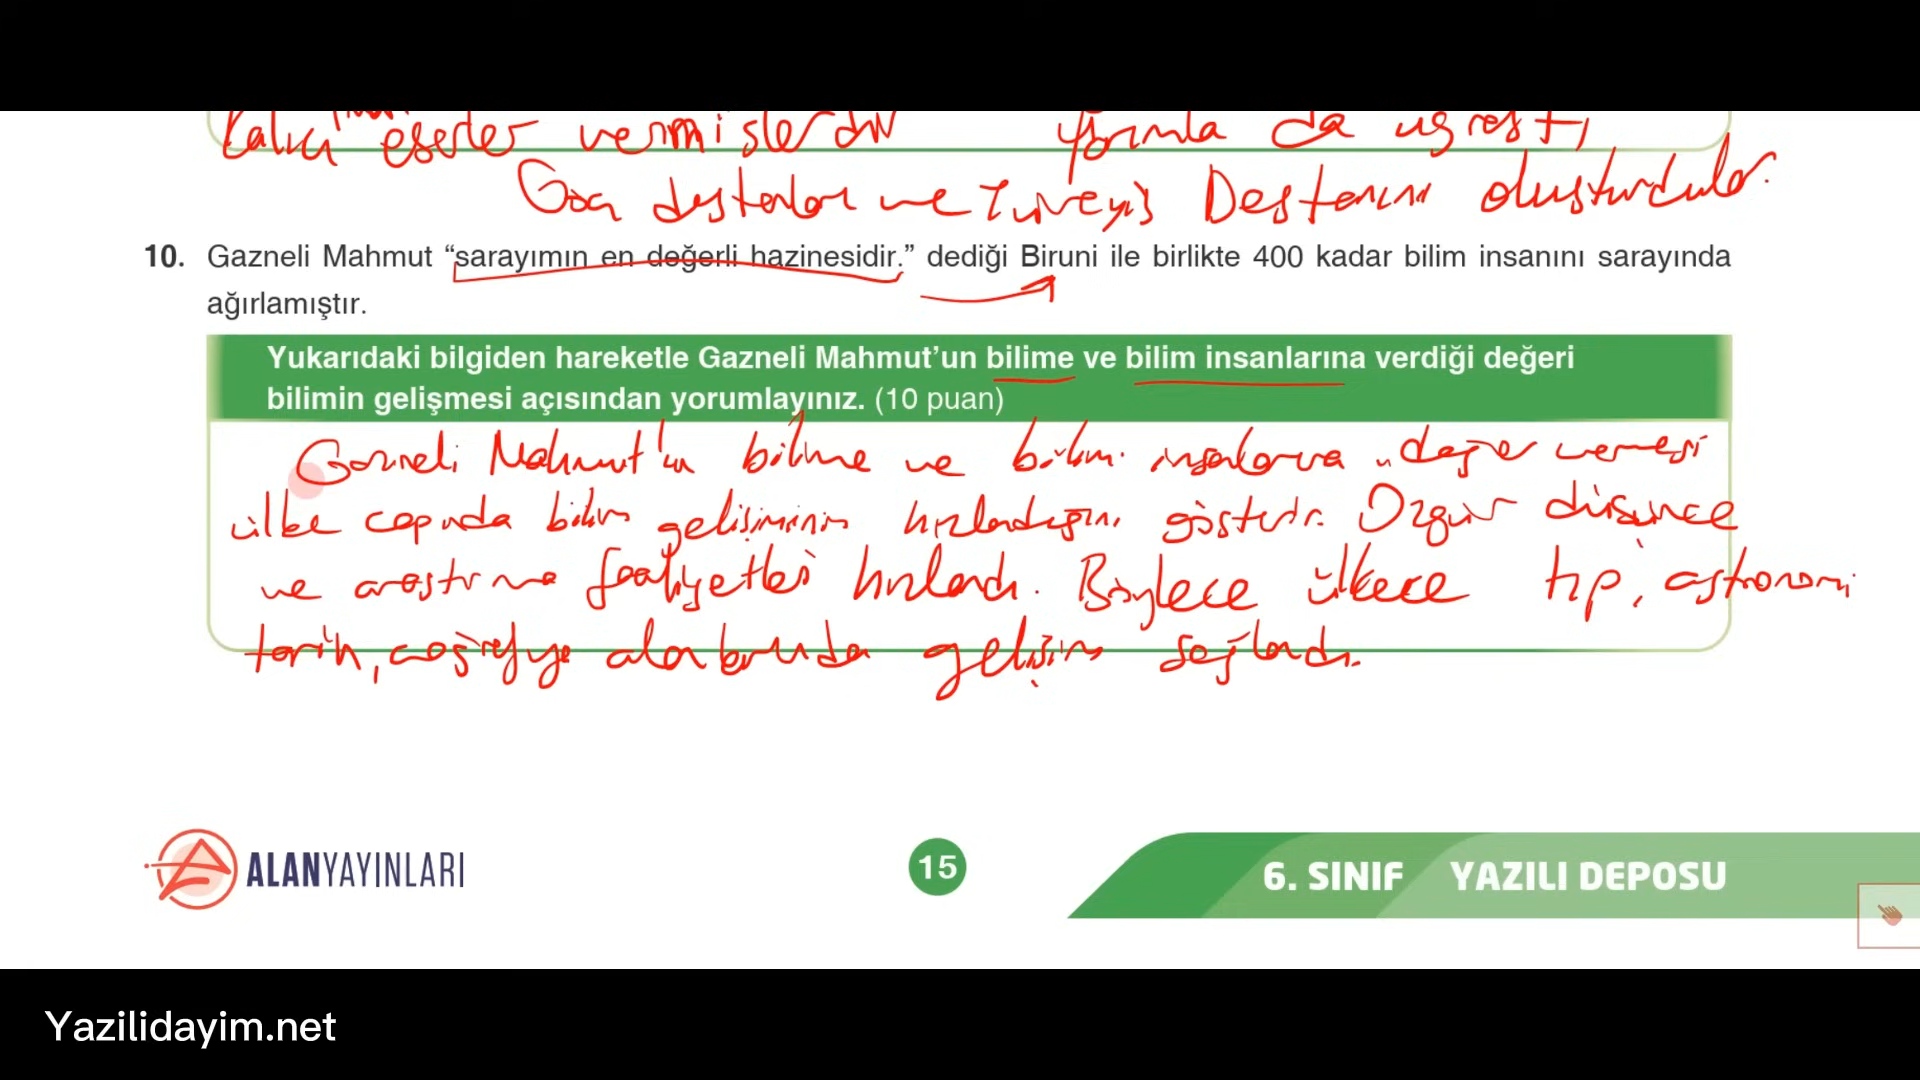 Kalıcı eserler vermişlerdir yorumla da uğraştı,
Göç destanları ve Türeyiş Destanını oluşturdular.
10. Gazneli Mahmut “sarayımın en değerli hazinesidir.” dediği Biruni ile birlikte 400 kadar bilim insanını sarayında
ağırlamıştır.
Yukarıdaki bilgiden hareketle Gazneli Mahmut’un bilime ve bilim insanlarına verdiği değeri
bilimin gelişmesi açısından yorumlayınız. (10 puan)
Gazneli Mahmut'un bilime ve bilim insanlarına değer vermesi
ülke çapında bilim gelişiminin hızlandığını gösterir. Özgür düşünce
ve araştırma faaliyetleri hızlandı. Böylece ülkece tıp, astronomi
tarih, coğrafya alanlarında gelişim sağlandı.
ALANYAYINLARI
15
6. SINIF YAZILI DEPOSU
Yazilidayim.net